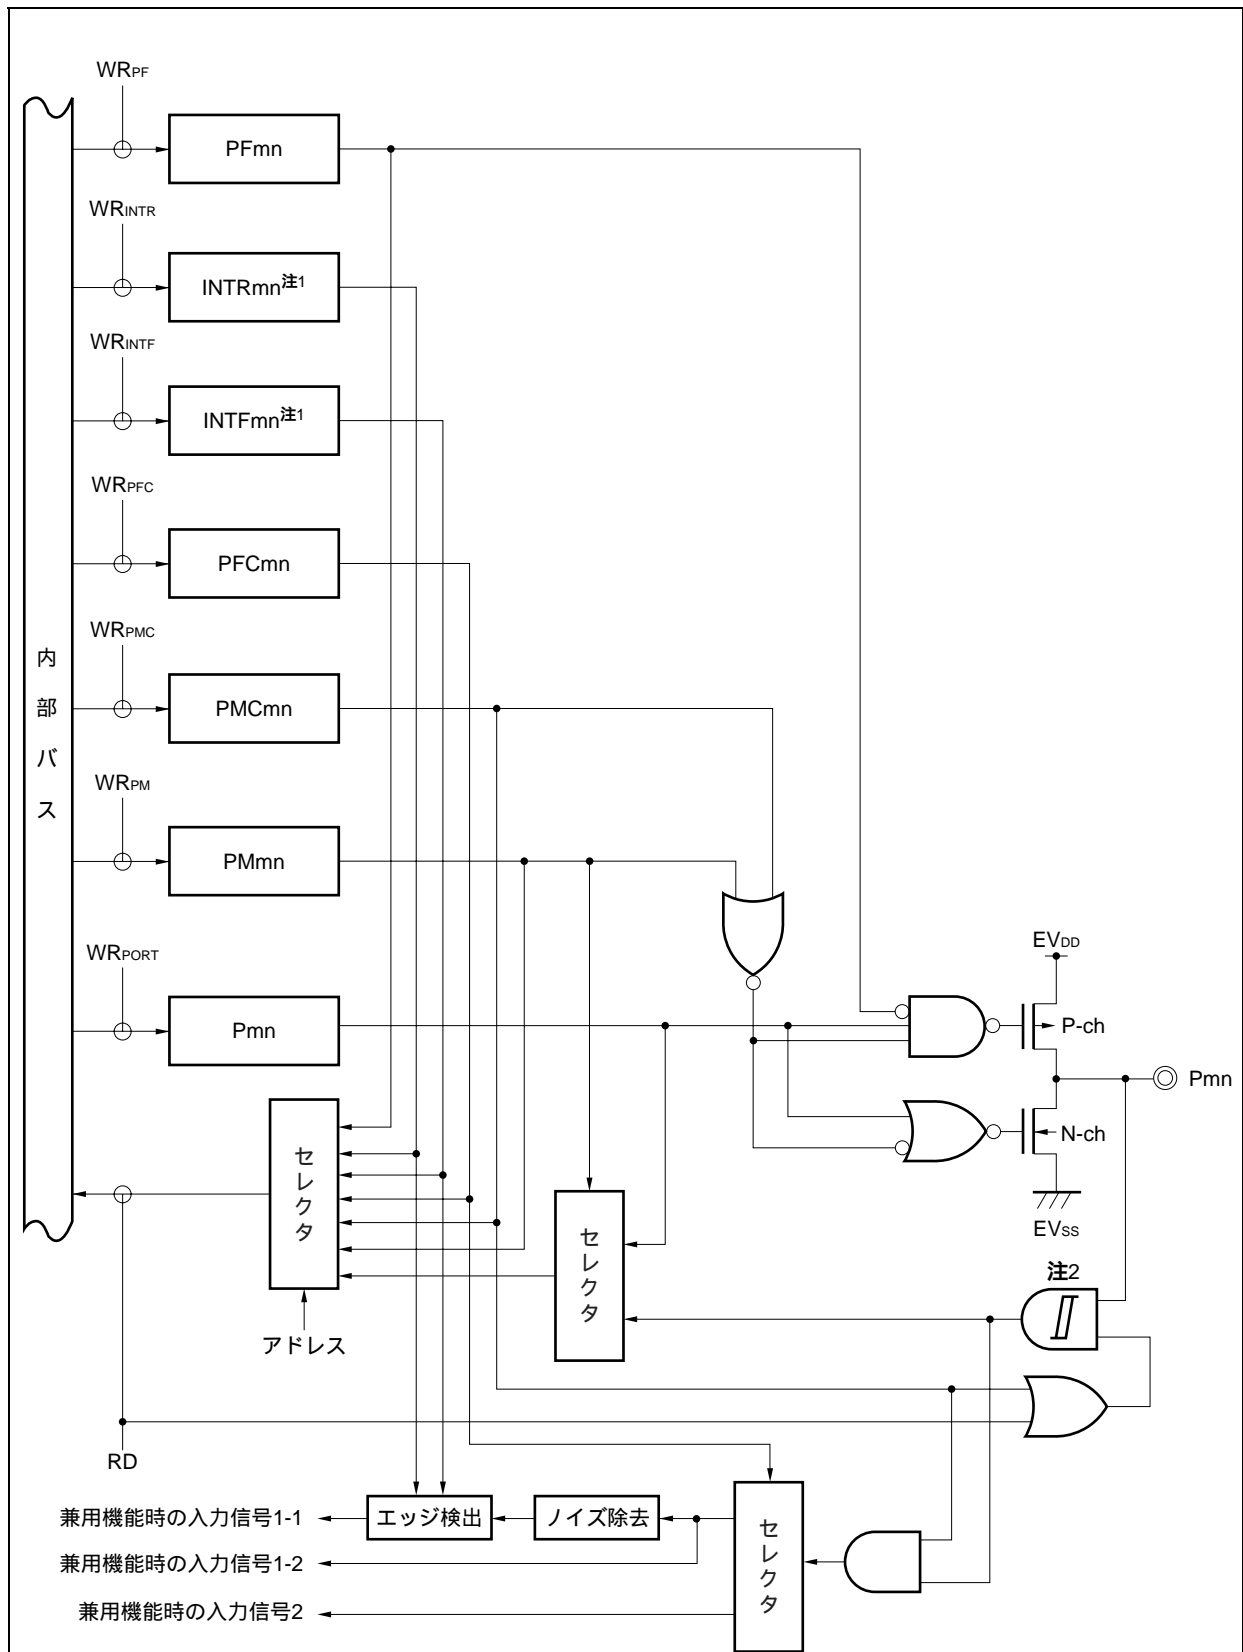 WRPF
PFmn
WRINTR
INTRmn注1
WRINTF
INTFmn注1
WRPFC
PFCmn
WRPMC
PMCmn
内部バス
WRPM
PMmn
WRPORT
Pmn
EVDD
P-ch
Pmn
N-ch
EVSS
セレクタ
セレクタ
注2
アドレス
RD
兼用機能時の入力信号1-1
エッジ検出
ノイズ除去
セレクタ
兼用機能時の入力信号1-2
兼用機能時の入力信号2